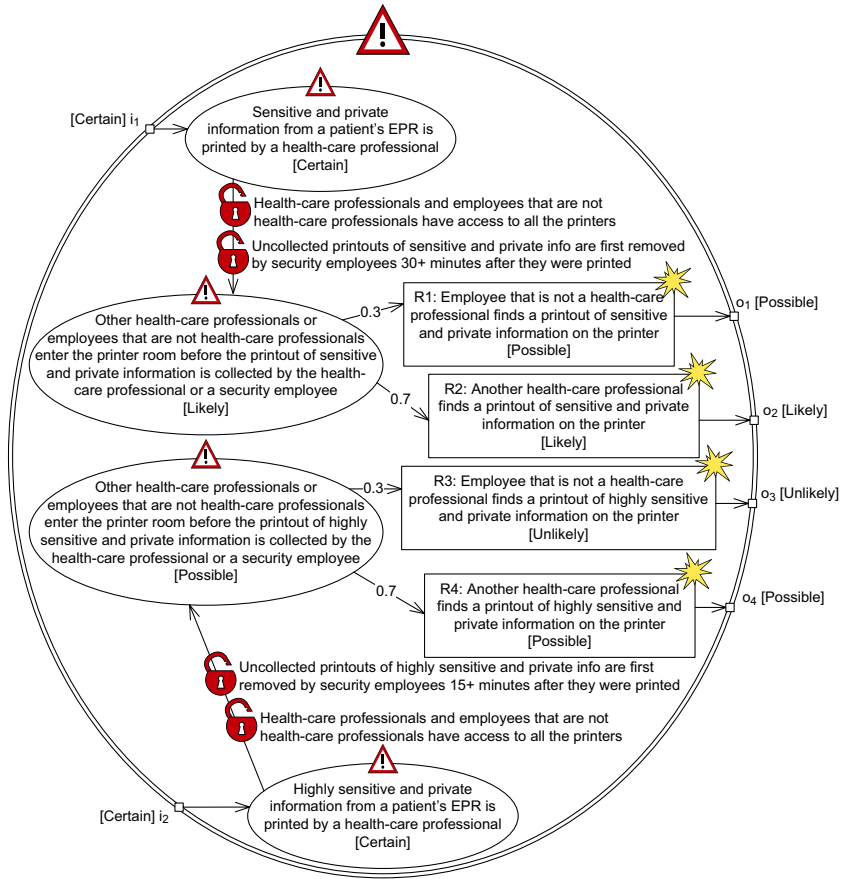 [Certain] i1
Sensitive and private
information from a patient's EPR is
printed by a health-care professional
[Certain]
Health-care professionals and employees that are not
health-care professionals have access to all the printers
Uncollected printouts of sensitive and private info are first removed
by security employees 30+ minutes after they were printed
Other health-care professionals or
employees that are not health-care professionals
enter the printer room before the printout of sensitive
and private information is collected by the health-
care professional or a security employee
[Likely]
0.3
R1: Employee that is not a health-care
professional finds a printout of sensitive
and private information on the printer
[Possible]
o1 [Possible]
0.7
R2: Another health-care professional
finds a printout of sensitive and private
information on the printer
[Likely]
o2 [Likely]
Other health-care professionals or
employees that are not health-care professionals
enter the printer room before the printout of highly
sensitive and private information is collected by the
health-care professional or a security employee
[Possible]
0.3
R3: Employee that is not a health-care
professional finds a printout of highly sensitive
and private information on the printer
[Unlikely]
o3 [Unlikely]
0.7
R4: Another health-care professional
finds a printout of highly sensitive and
private information on the printer
[Possible]
o4 [Possible]
Uncollected printouts of highly sensitive and private info are first
removed by security employees 15+ minutes after they were printed
Health-care professionals and employees that are not
health-care professionals have access to all the printers
[Certain] i2
Highly sensitive and private
information from a patient's EPR is
printed by a health-care professional
[Certain]